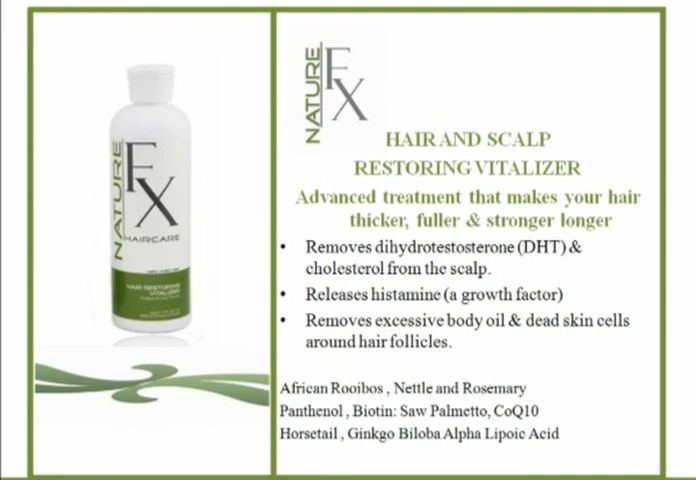 NATURE
FX
HAIRCARE
HAIR RESTORING
VITALIZER
NATURE
FX
HAIR AND SCALP
RESTORING VITALIZER
Advanced treatment that makes your hair
thicker, fuller & stronger longer
• Removes dihydrotestosterone (DHT) &
cholesterol from the scalp.
• Releases histamine (a growth factor)
• Removes excessive body oil & dead skin cells
around hair follicles.
African Rooibos , Nettle and Rosemary
Panthenol , Biotin: Saw Palmetto, CoQ10
Horsetail , Ginkgo Biloba Alpha Lipoic Acid